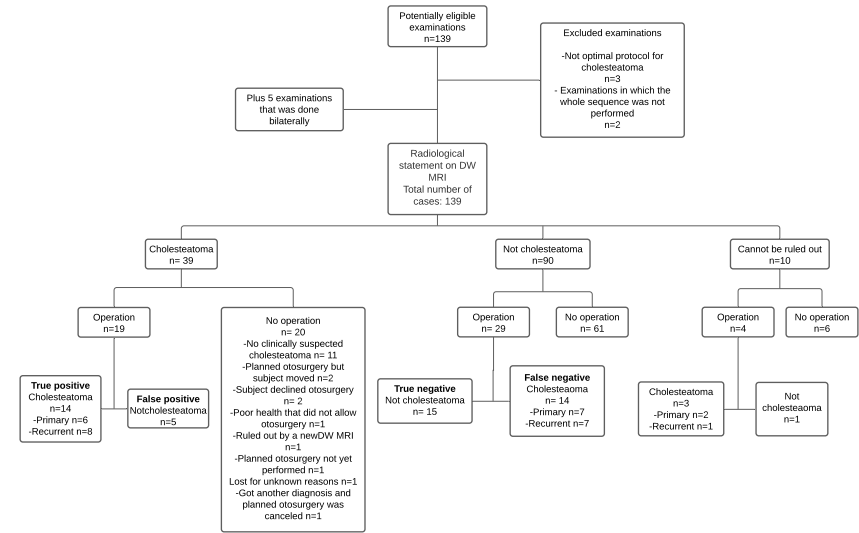 Potentially eligible
examinations
n=139
Excluded examinations
-Not optimal protocol for
cholesteatoma
n=3
- Examinations in which the
whole sequence was not
performed
n=2
Plus 5 examinations
that was done
bilaterally
Radiological
statement on DW
MRI
Total number of
cases: 139
Cholesteatoma
n= 39
Not cholesteatoma
n=90
Cannot be ruled out
n=10
Operation
n=19
No operation
n= 20
-No clinically suspected
cholesteatoma n= 11
-Planned otosurgery but
subject moved n=2
-Subject declined otosurgery
n= 2
-Poor health that did not allow
otosurgery n=1
-Ruled out by a newDW MRI
n=1
-Planned otosurgery not yet
performed n=1
Lost for unknown reasons n=1
-Got another diagnosis and
planned otosurgery was
canceled n=1
Operation
n= 29
No operation
n= 61
Operation
n=4
No operation
n=6
True positive
Cholesteatoma
n=14
-Primary n=6
-Recurrent n=8
False positive
Notcholesteatoma
n=5
True negative
Not cholesteatoma
n= 15
False negative
Cholesteaoma
n= 14
-Primary n=7
-Recurrent n=7
Cholesteatoma
n=3
-Primary n=2
-Recurrent n=1
Not
cholesteaoma
n=1